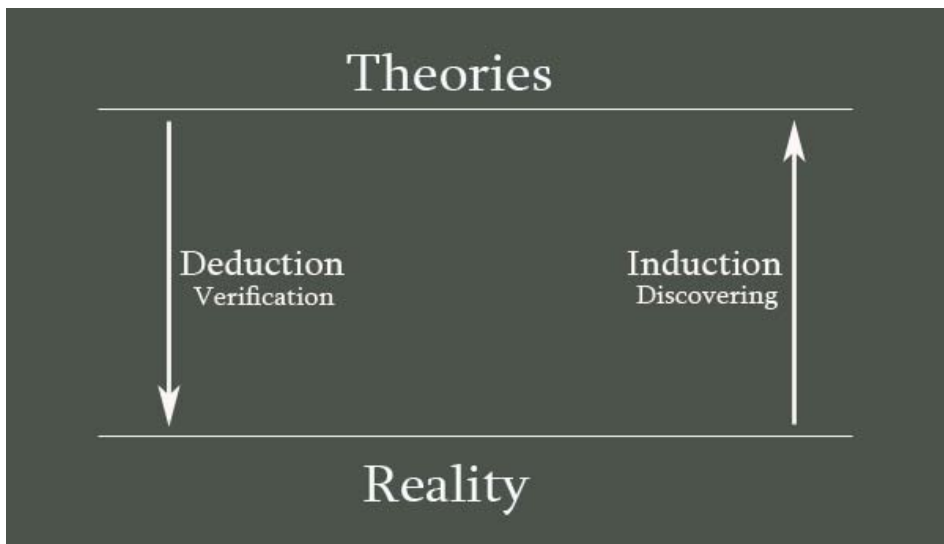 Theories
Deduction
Verification
Induction
Discovering
Reality